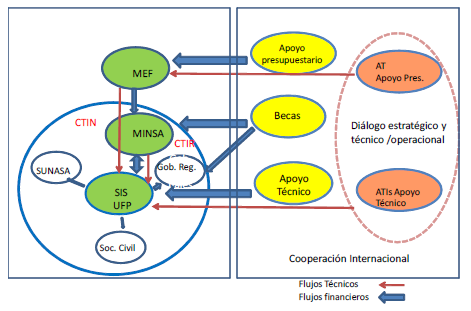 Apoyo
presupuestario
MEF
AT
Apoyo Pres.
CTIN
Becas
MINSA
CTIR
Diálogo estratégico y
técnico /operacional
SUNASA
Gob. Reg.
Apoyo
Técnico
SIS
UFP
ATIs Apoyo
Técnico
Soc. Civil
Cooperación Internacional
Flujos Técnicos
Flujos financieros